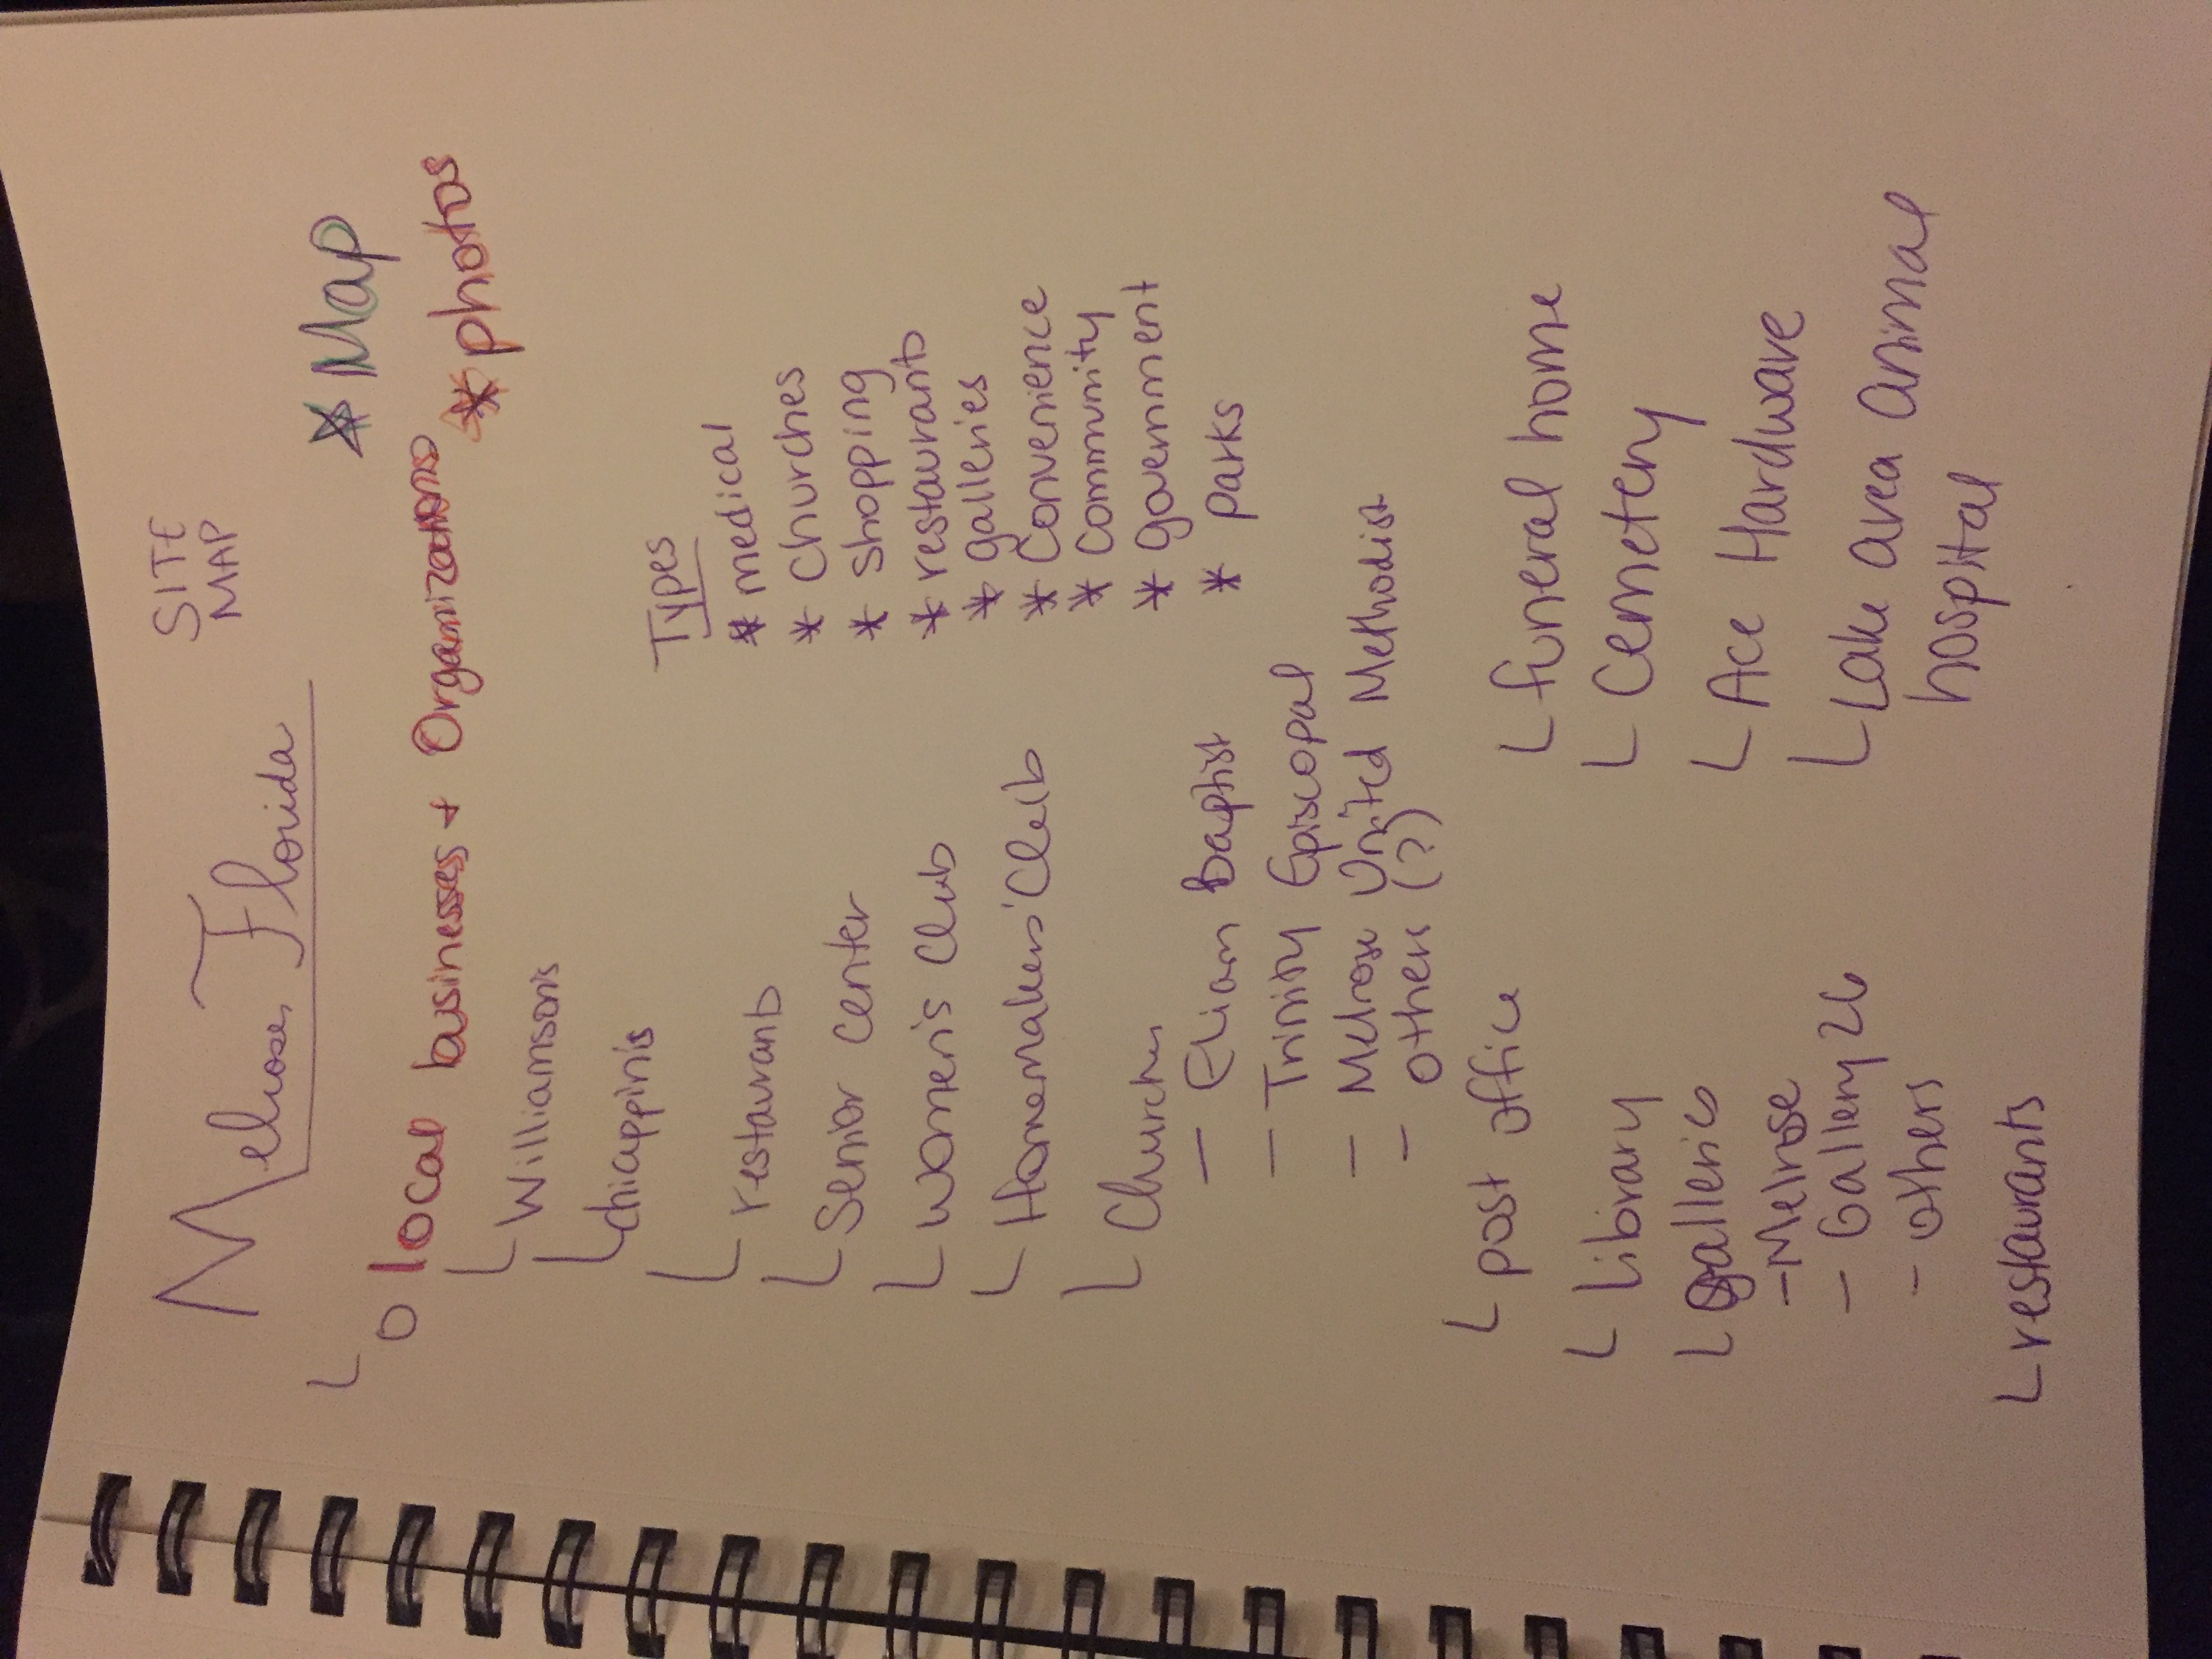 SITE
MAP
Melrose, Florida
* Map
o local businesses + Organizations
* photos
Williamson's
chiappini's
restaurants
Senior center
women's Club
Homemakers' Club
Churches
- Eliam Baptist
- Trinity Episcopal
- Melrose United Methodist
- others (?)
Types
* medical
* churches
* shopping
* restaurants
* galleries
* Convenience
* community
* government
* parks
post office
library
galleries
- Melrose
- Gallery 26
- others
restaurants
funeral home
Cemetery
Ace Hardware
Lake area animal
hospital